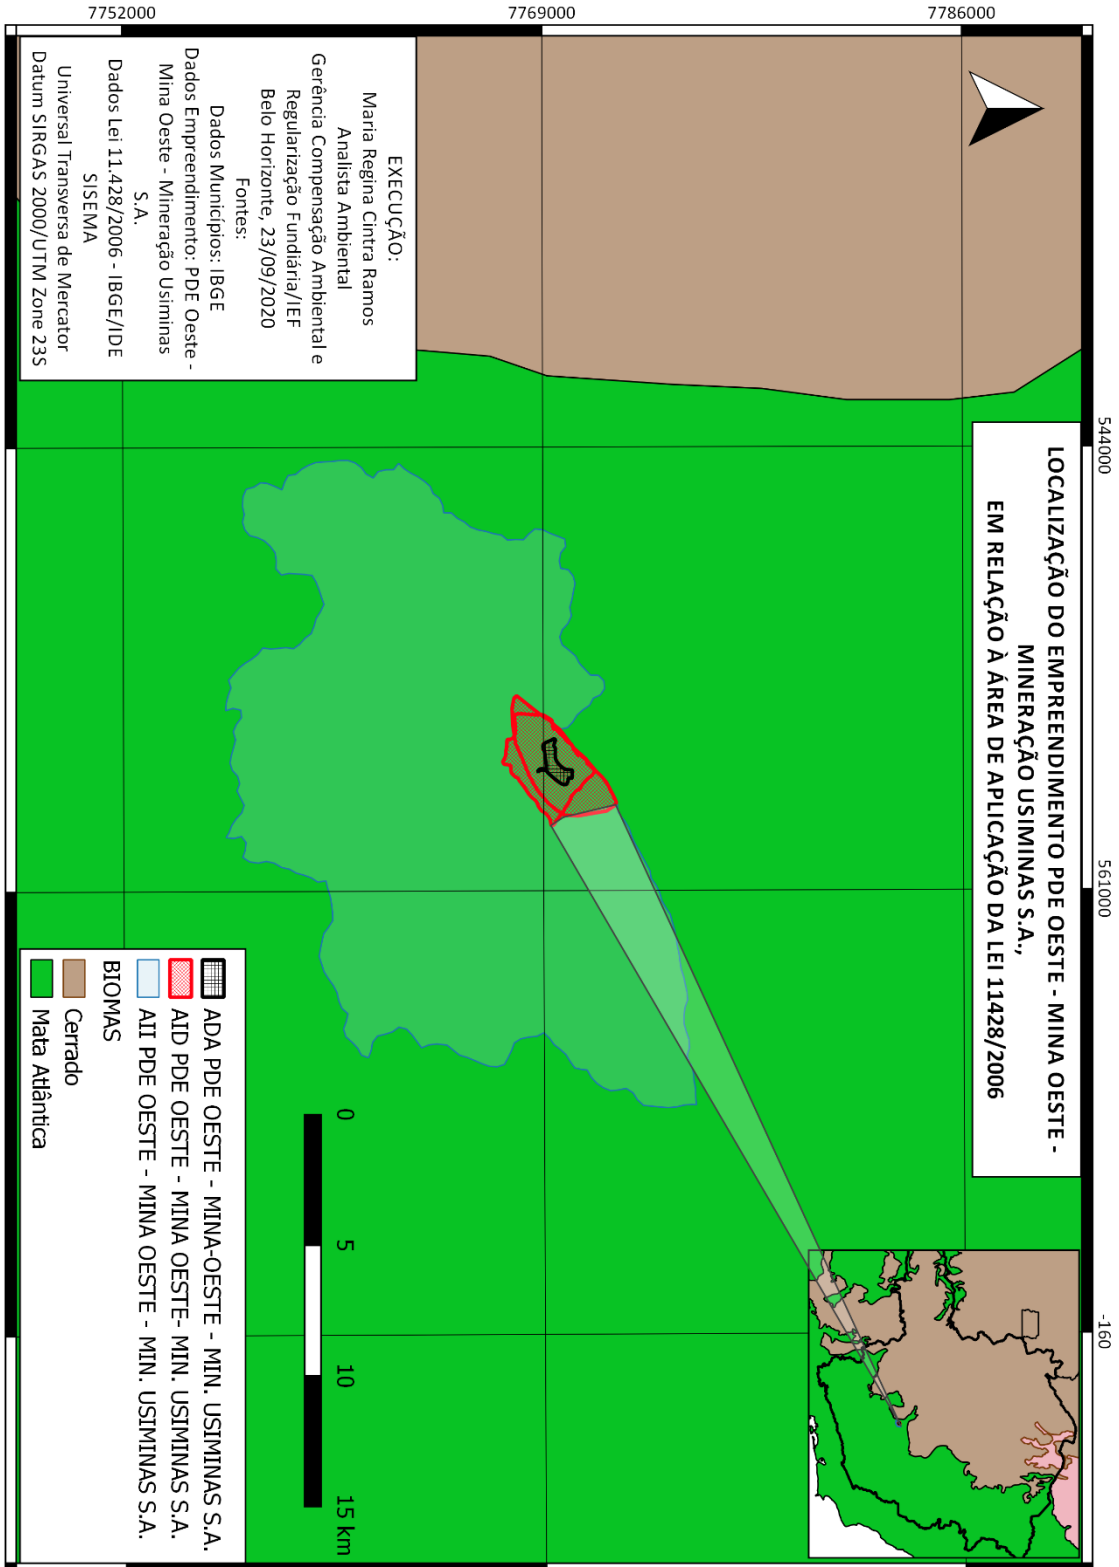 LOCALIZAÇÃO DO EMPREENDIMENTO PDE OESTE - MINA OESTE -
MINERAÇÃO USIMINAS S.A.,
EM RELAÇÃO À ÁREA DE APLICAÇÃO DA LEI 11428/2006
544000
561000
-160
7786000
7769000
7752000
EXECUÇÃO:
Maria Regina Cintra Ramos
Analista Ambiental
Gerência Compensação Ambiental e
Regularização Fundiária/IEF
Belo Horizonte, 23/09/2020
Fontes:
Dados Municípios: IBGE
Dados Empreendimento: PDE Oeste -
Mina Oeste - Mineração Usiminas
S.A.
Dados Lei 11.428/2006 - IBGE/IDE
SISEMA
Universal Transversa de Mercator
Datum SIRGAS 2000/UTM Zone 23S
0 5 10 15 km
ADA PDE OESTE - MINA-OESTE - MIN. USIMINAS S.A.
AID PDE OESTE - MINA OESTE- MIN. USIMINAS S.A.
AII PDE OESTE - MINA OESTE - MIN. USIMINAS S.A.
BIOMAS
Cerrado
Mata Atlântica